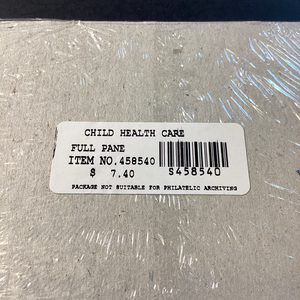 CHILD HEALTH CARE
FULL PANE
ITEM NO.458540
$ 7.40
S458540
PACKAGE NOT SUITABLE FOR PHILATELIC ARCHIVING